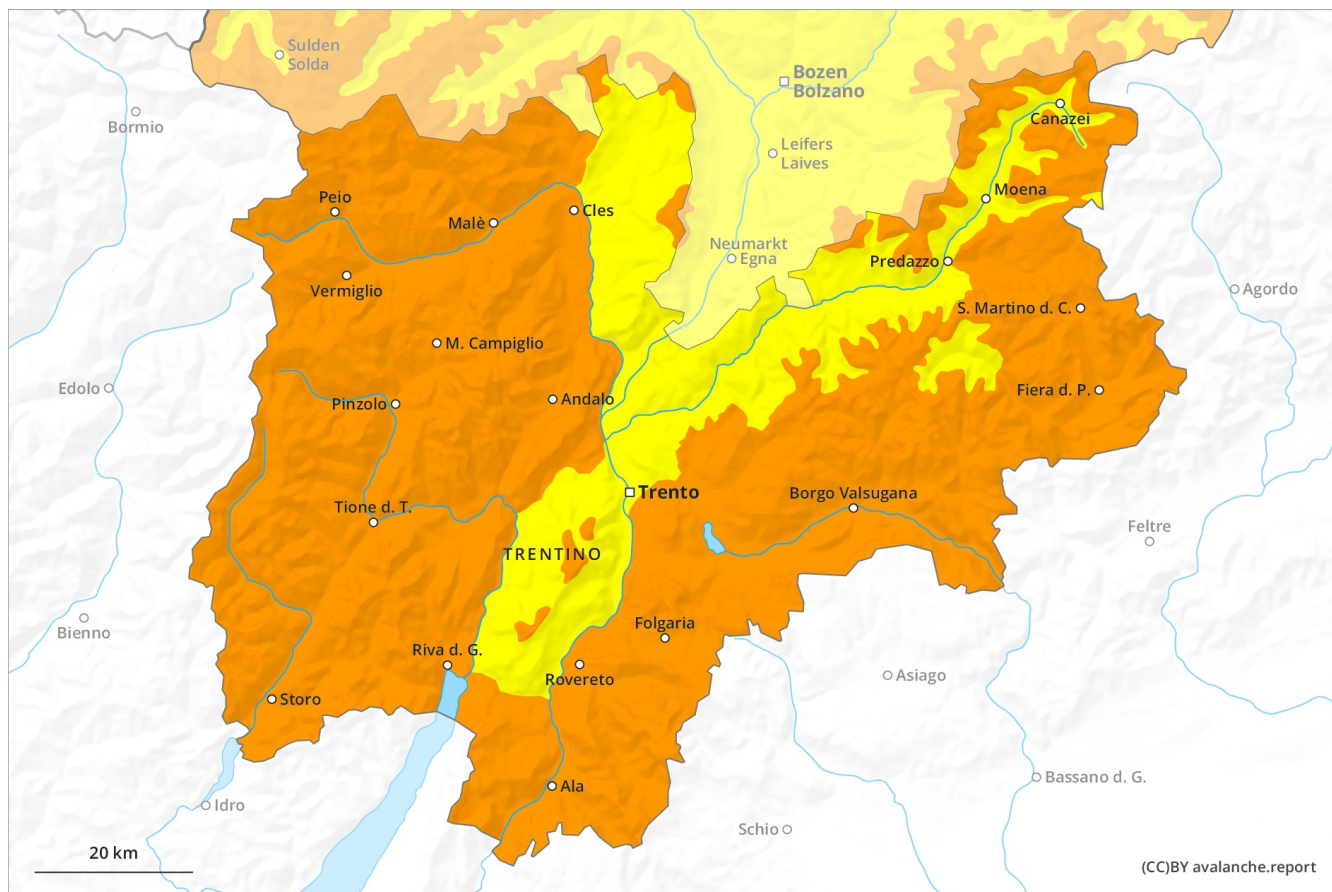 Sulden
Solda
Bozen
Bolzano
Bormio
Canazei
Leifers
Laives
Moena
Peio
Malè
Cles
Neumarkt
Egna
Predazzo
Vermiglio
Agordo
S. Martino d. C.
M. Campiglio
Edolo
Pinzolo
Andalo
Fiera d. P.
Trento
Borgo Valsugana
Tione d. T.
Feltre
TRENTINO
Bienno
Folgaria
Riva d. G.
Asiago
Rovereto
Storo
Bassano d. G.
Ala
Idro
Schio
20 km
(CC)BY avalanche.report